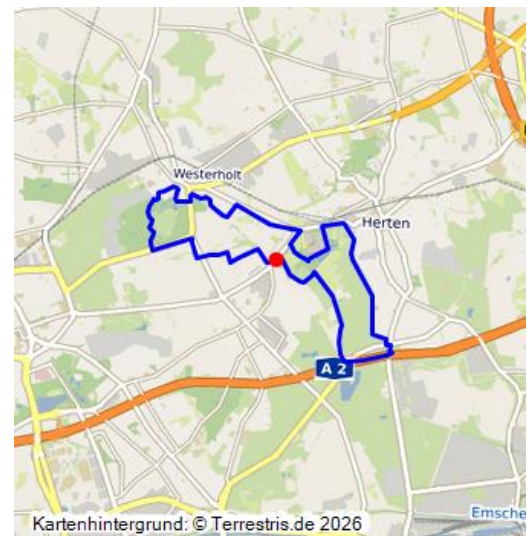 Westerholt
Herten
A 2
Emsche
Kartenhintergrund: © Terrestris.de 2026